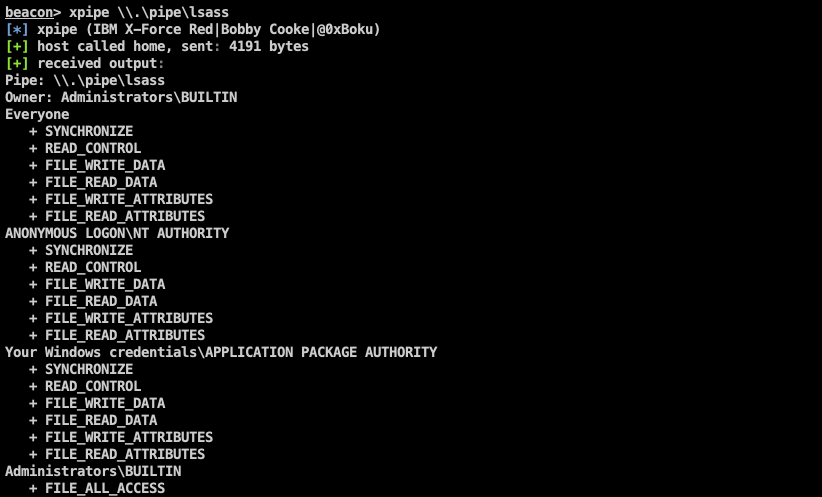 beacon> xpipe \\.\pipe\lsass
[*] xpipe (IBM X-Force Red|Bobby Cooke|@0xBoku)
[+] host called home, sent: 4191 bytes
[+] received output:
Pipe: \\.\pipe\lsass
Owner: Administrators\BUILTIN
Everyone
   + SYNCHRONIZE
   + READ_CONTROL
   + FILE_WRITE_DATA
   + FILE_READ_DATA
   + FILE_WRITE_ATTRIBUTES
   + FILE_READ_ATTRIBUTES
ANONYMOUS LOGON\NT AUTHORITY
   + SYNCHRONIZE
   + READ_CONTROL
   + FILE_WRITE_DATA
   + FILE_READ_DATA
   + FILE_WRITE_ATTRIBUTES
   + FILE_READ_ATTRIBUTES
Your Windows credentials\APPLICATION PACKAGE AUTHORITY
   + SYNCHRONIZE
   + READ_CONTROL
   + FILE_WRITE_DATA
   + FILE_READ_DATA
   + FILE_WRITE_ATTRIBUTES
   + FILE_READ_ATTRIBUTES
Administrators\BUILTIN
   + FILE_ALL_ACCESS